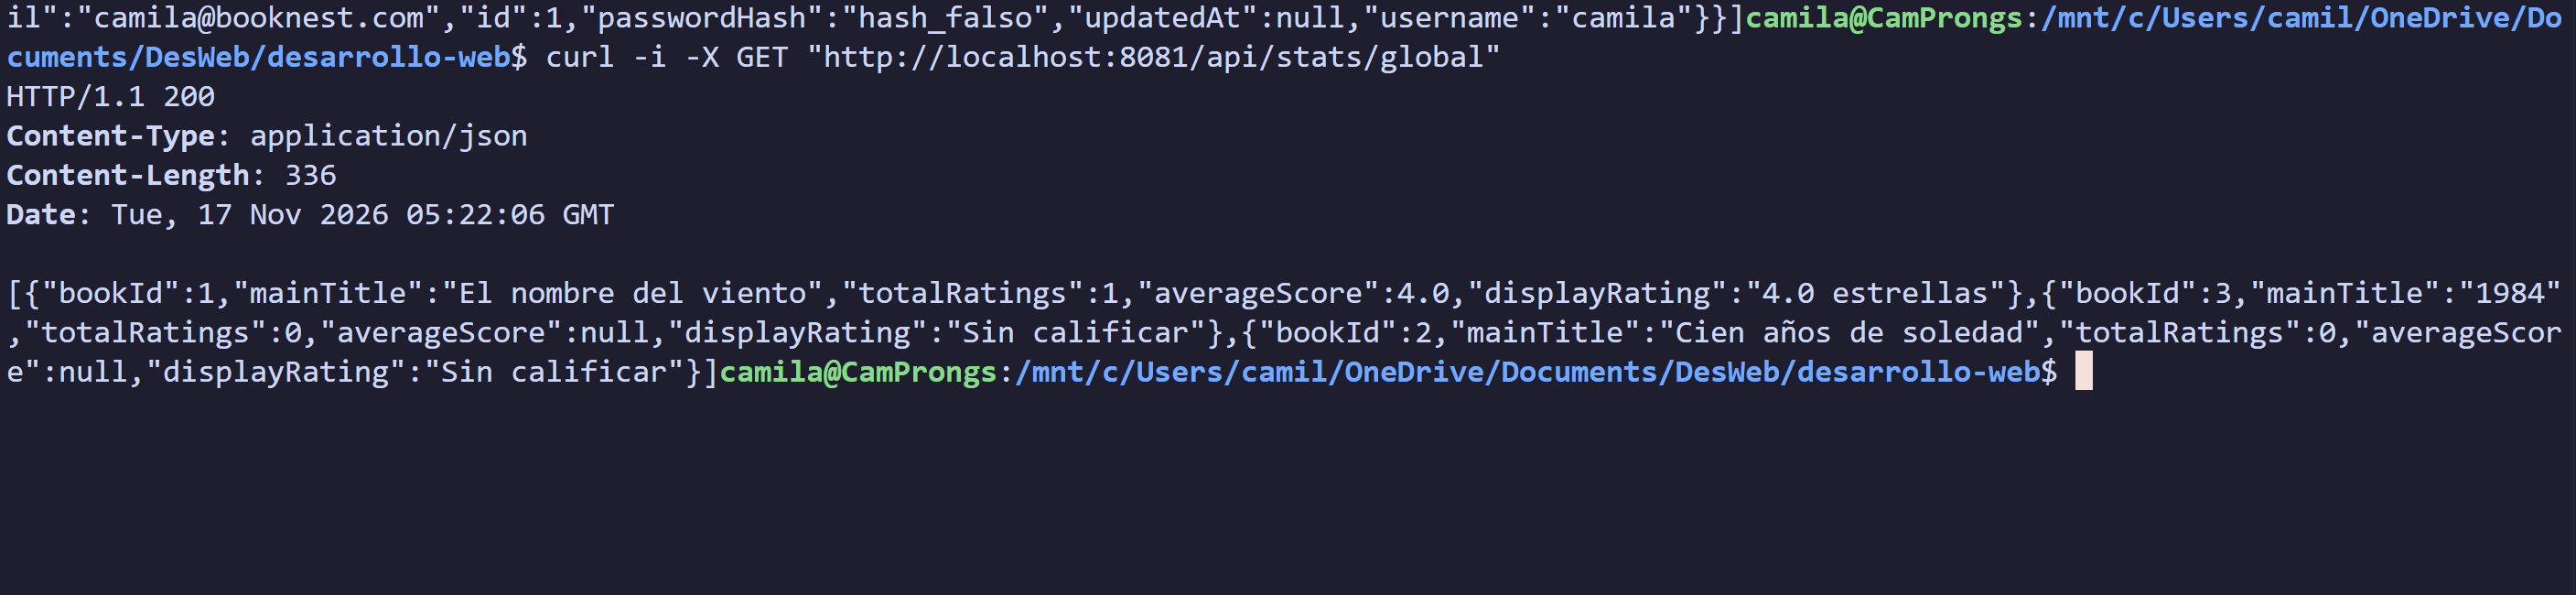 il":"camila@booknest.com","id":1,"passwordHash":"hash_falso","updatedAt":null,"username":"camila"}}]camila@CamProngs:/mnt/c/Users/camil/OneDrive/Do
cuments/DesWeb/desarrollo-web$ curl -i -X GET "http://localhost:8081/api/stats/global"
HTTP/1.1 200
Content-Type: application/json
Content-Length: 336
Date: Tue, 17 Nov 2026 05:22:06 GMT

[{"bookId":1,"mainTitle":"El nombre del viento","totalRatings":1,"averageScore":4.0,"displayRating":"4.0 estrellas"},{"bookId":3,"mainTitle":"1984"
,"totalRatings":0,"averageScore":null,"displayRating":"Sin calificar"},{"bookId":2,"mainTitle":"Cien años de soledad","totalRatings":0,"averageScor
e":null,"displayRating":"Sin calificar"}]camila@CamProngs:/mnt/c/Users/camil/OneDrive/Documents/DesWeb/desarrollo-web$